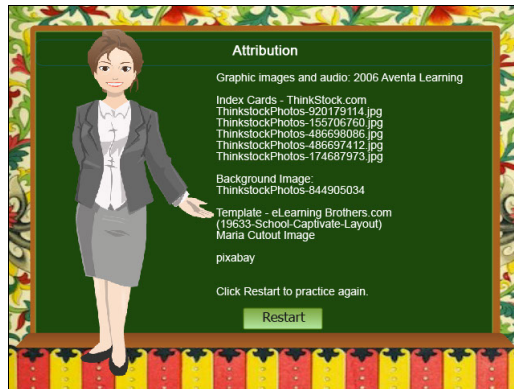 Attribution
Graphic images and audio: 2006 Aventa Learning
Index Cards - ThinkStock.com
ThinkstockPhotos-920179114.jpg
ThinkstockPhotos-155706760.jpg
ThinkstockPhotos-486698086.jpg
ThinkstockPhotos-486697412.jpg
ThinkstockPhotos-174687973.jpg
Background Image:
ThinkstockPhotos-844905034
Template - eLearning Brothers.com
(19633-School-Captivate-Layout)
Maria Cutout Image
pixabay
Click Restart to practice again.
Restart